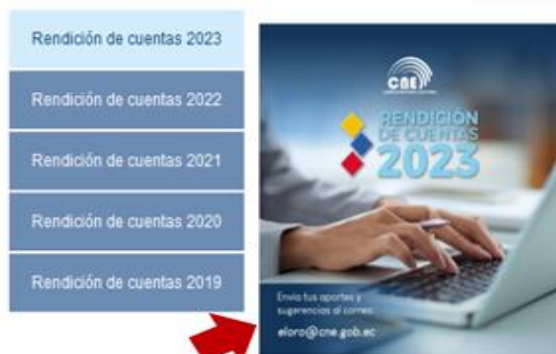 Rendición de cuentas 2023
Rendición de cuentas 2022
Rendición de cuentas 2021
Rendición de cuentas 2020
Rendición de cuentas 2019
CNE
RENDICIÓN
DE CUENTAS
2023
Envía tus aportes y
sugerencias al correo:
eloro@cne.gob.ec